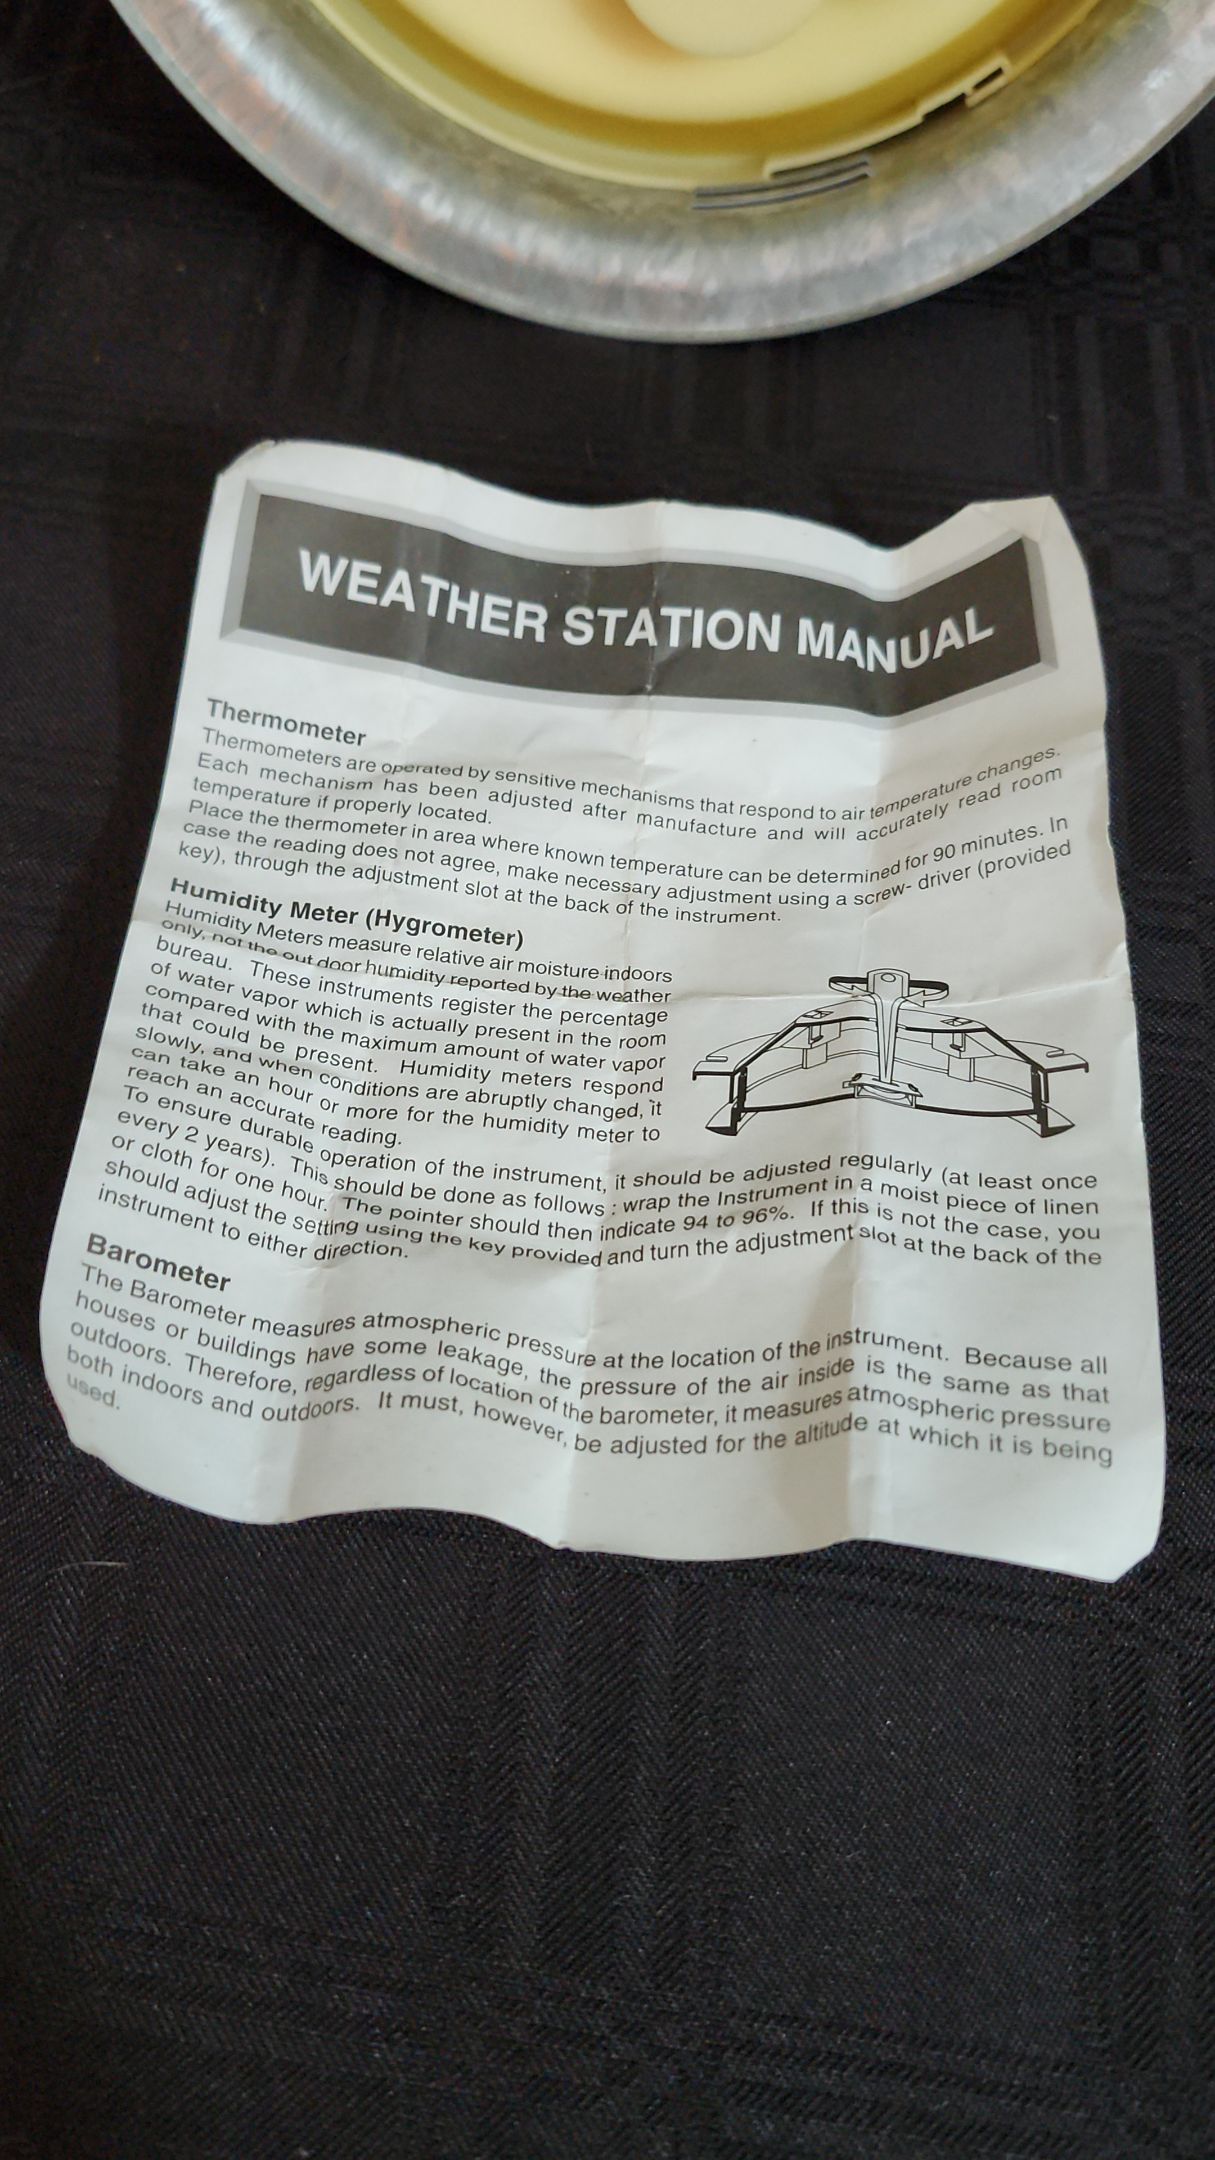 WEATHER STATION MANUAL
Thermometer
Thermometers are operated by sensitive mechanisms that respond to air temperature changes.
Each mechanism has been adjusted after manufacture and will accurately read room
temperature if properly located.
Place the thermometer in area where known temperature can be determined for 90 minutes. In
case the reading does not agree, make necessary adjustment using a screw- driver (provided
key), through the adjustment slot at the back of the instrument.
Humidity Meter (Hygrometer)
Humidity Meters measure relative air moisture indoors
only, not the out door humidity reported by the weather
bureau. These instruments register the percentage
of water vapor which is actually present in the room
compared with the maximum amount of water vapor
that could be present. Humidity meters respond
slowly, and when conditions are abruptly changed, it
can take an hour or more for the humidity meter to
reach an accurate reading.
To ensure durable operation of the instrument, it should be adjusted regularly (at least once
every 2 years). This should be done as follows : wrap the Instrument in a moist piece of linen
or cloth for one hour. The pointer should then indicate 94 to 96%. If this is not the case, you
should adjust the setting using the key provided and turn the adjustment slot at the back of the
instrument to either direction.
Barometer
The Barometer measures atmospheric pressure at the location of the instrument. Because all
houses or buildings have some leakage, the pressure of the air inside is the same as that
outdoors. Therefore, regardless of location of the barometer, it measures atmospheric pressure
both indoors and outdoors. It must, however, be adjusted for the altitude at which it is being
used.